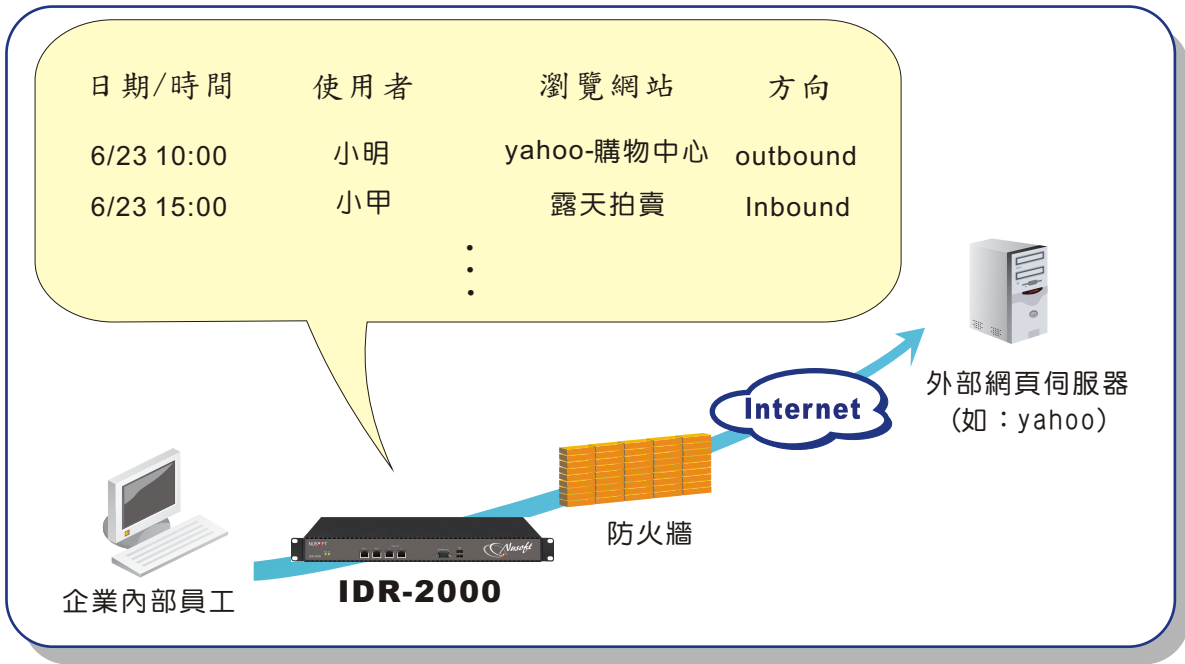 日期/時間 使用者 瀏覽網站 方向
6/23 10:00 小明 yahoo-購物中心 outbound
6/23 15:00 小甲 露天拍賣 Inbound
外部網頁伺服器
(如：yahoo)
Internet
防火牆
NUSOFT
Nusoft
IDR-2000
企業內部員工